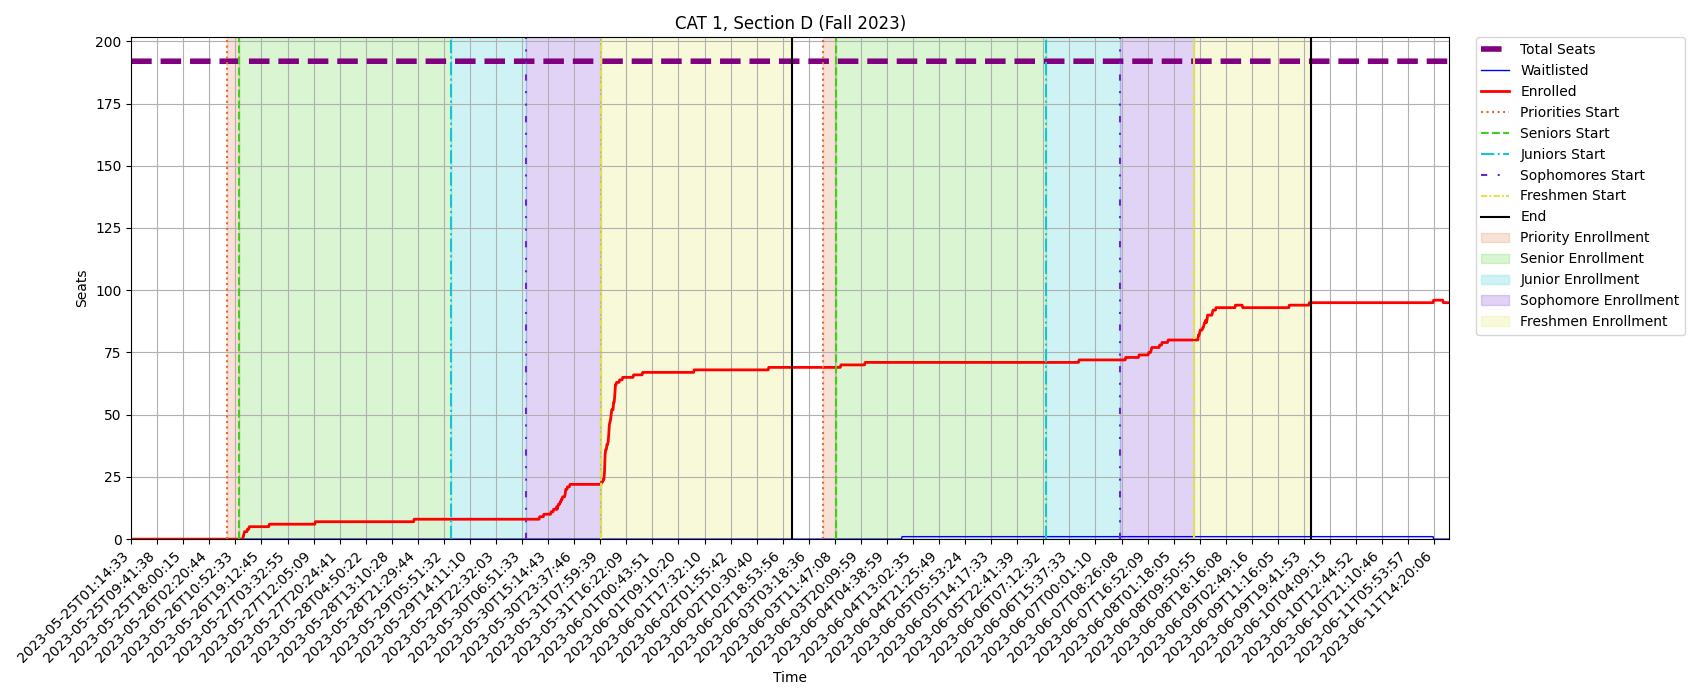 CAT 1, Section D (Fall 2023)
200
175
150
125
100
75
50
25
0
Seats
2023-05-25T01:14:33
2023-05-25T09:41:38
2023-05-25T18:00:15
2023-05-26T02:20:44
2023-05-26T10:52:33
2023-05-26T19:12:45
2023-05-27T03:32:55
2023-05-27T12:05:09
2023-05-27T20:24:41
2023-05-28T04:50:22
2023-05-28T13:10:28
2023-05-28T21:29:44
2023-05-29T05:51:32
2023-05-29T14:11:10
2023-05-29T22:32:03
2023-05-30T06:51:33
2023-05-30T15:14:43
2023-05-30T23:37:46
2023-05-31T07:59:39
2023-05-31T16:22:09
2023-06-01T00:43:51
2023-06-01T09:10:20
2023-06-01T17:32:10
2023-06-02T01:55:42
2023-06-02T10:30:40
2023-06-02T18:53:56
2023-06-03T03:18:36
2023-06-03T11:47:08
2023-06-03T20:09:59
2023-06-04T04:38:59
2023-06-04T13:02:35
2023-06-04T21:25:49
2023-06-05T05:53:24
2023-06-05T14:17:33
2023-06-05T22:41:39
2023-06-06T07:12:32
2023-06-06T15:37:33
2023-06-07T00:01:10
2023-06-07T08:26:08
2023-06-07T16:52:09
2023-06-08T01:18:05
2023-06-08T09:50:55
2023-06-08T18:16:08
2023-06-09T02:49:16
2023-06-09T11:16:05
2023-06-09T19:41:53
2023-06-10T04:09:15
2023-06-10T12:44:52
2023-06-10T21:10:46
2023-06-11T05:53:57
2023-06-11T14:20:06
Time
Total Seats
Waitlisted
Enrolled
Priorities Start
Seniors Start
Juniors Start
Sophomores Start
Freshmen Start
End
Priority Enrollment
Senior Enrollment
Junior Enrollment
Sophomore Enrollment
Freshmen Enrollment